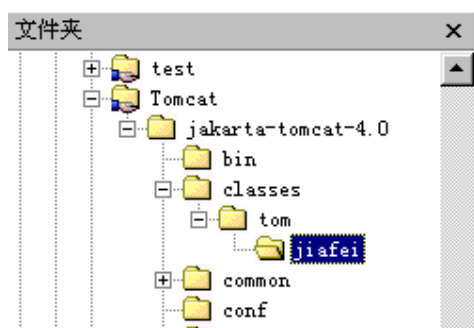 文件夹
test
Tomcat
jakarta-tomcat-4.0
bin
classes
tom
jiafei
common
conf